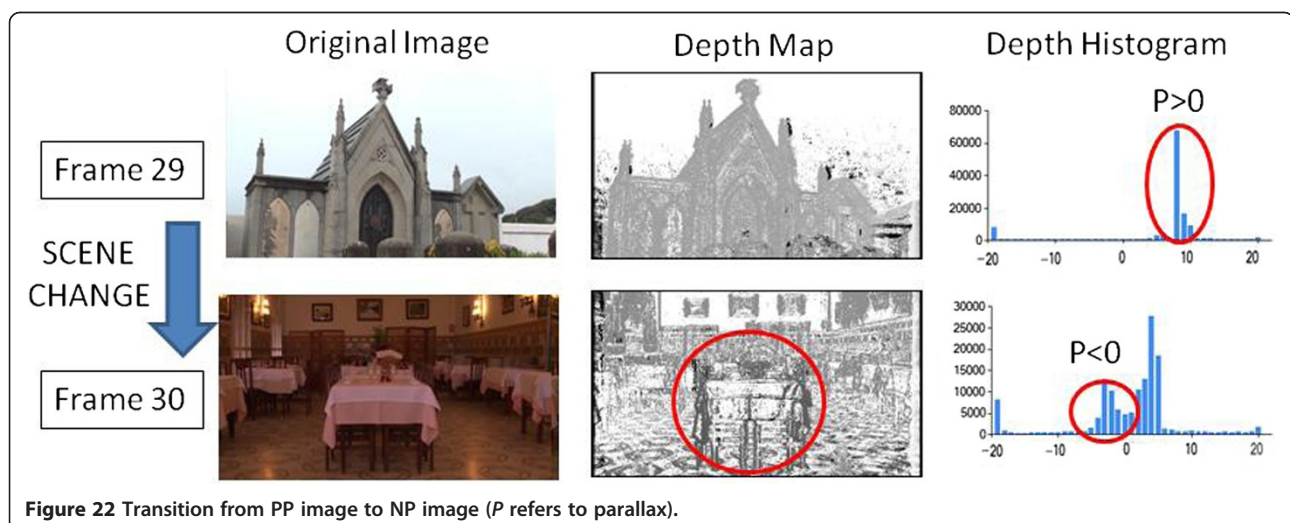 Original Image
Depth Map
Depth Histogram
Frame 29
P>0
80000
60000
40000
20000
0
−20
−10
0
10
20
SCENE
CHANGE
Frame 30
P<0
30000
25000
20000
15000
10000
5000
0
−20
−10
0
10
20
Figure 22 Transition from PP image to NP image (P refers to parallax).